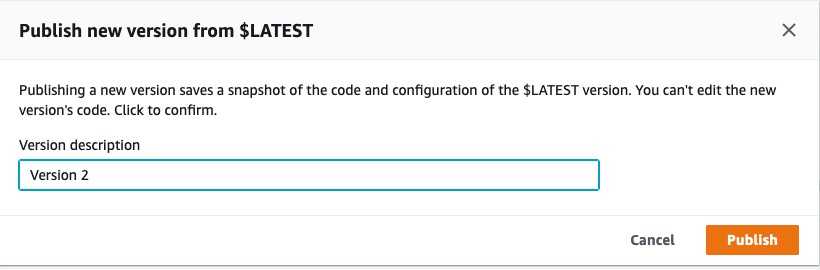 Publish new version from $LATEST
Publishing a new version saves a snapshot of the code and configuration of the $LATEST version. You can't edit the new
version's code. Click to confirm.
Version description
Version 2
Cancel
Publish